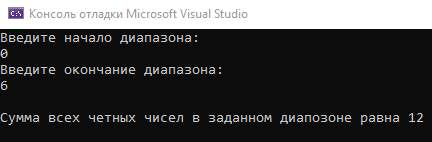 Консоль отладки Microsoft Visual Studio
Введите начало диапазона:
0
Введите окончание диапазона:
6
Сумма всех четных чисел в заданном диапозоне равна 12